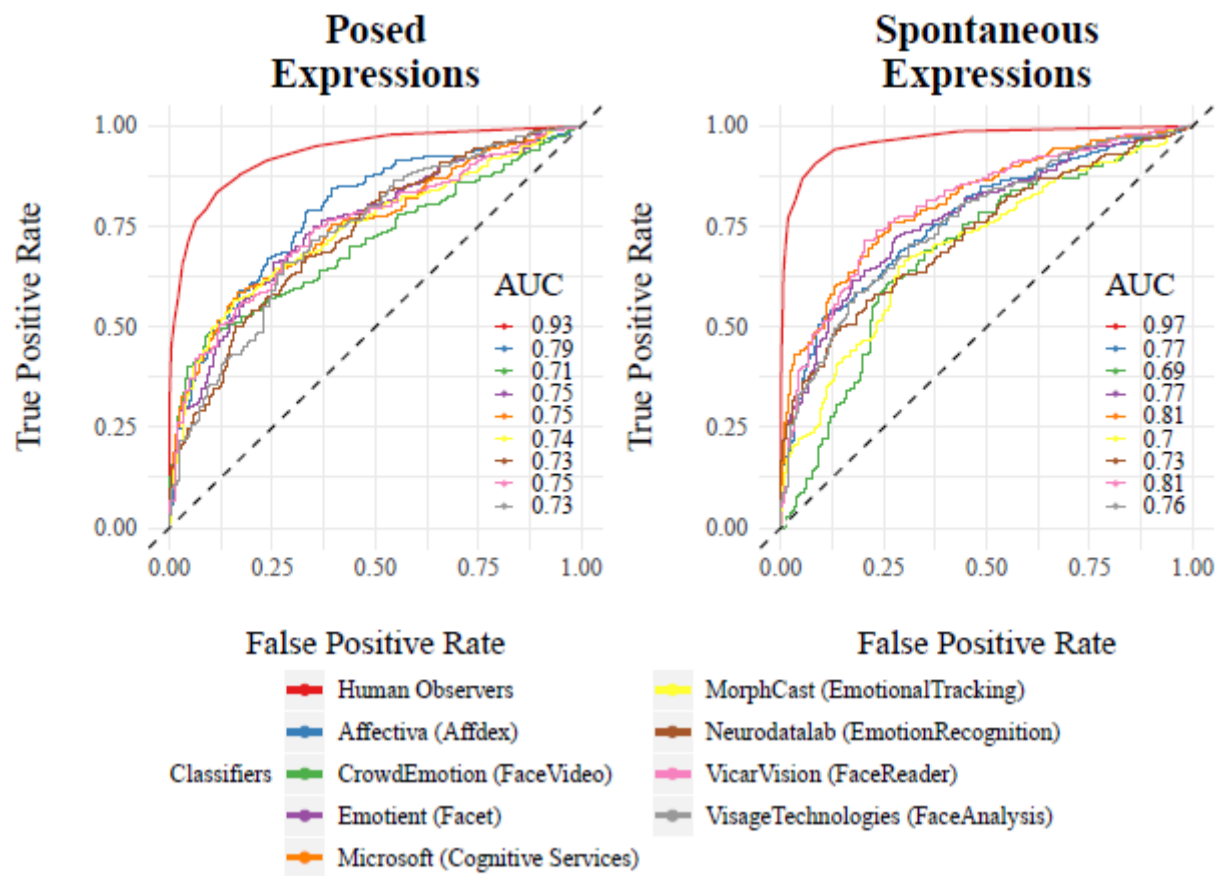 Posed
Expressions
True Positive Rate
1.00
0.75
0.50
0.25
0.00
AUC
0.93
0.79
0.71
0.75
0.75
0.74
0.73
0.75
0.73
0.00 0.25 0.50 0.75 1.00
False Positive Rate
Spontaneous
Expressions
True Positive Rate
1.00
0.75
0.50
0.25
0.00
AUC
0.97
0.77
0.69
0.77
0.81
0.7
0.73
0.81
0.76
0.00 0.25 0.50 0.75 1.00
False Positive Rate
Classifiers
Human Observers
Affectiva (Affdex)
CrowdEmotion (FaceVideo)
Emotient (Facet)
Microsoft (Cognitive Services)
MorphCast (EmotionalTracking)
Neurodatalab (EmotionRecognition)
VicarVision (FaceReader)
VisageTechnologies (FaceAnalysis)